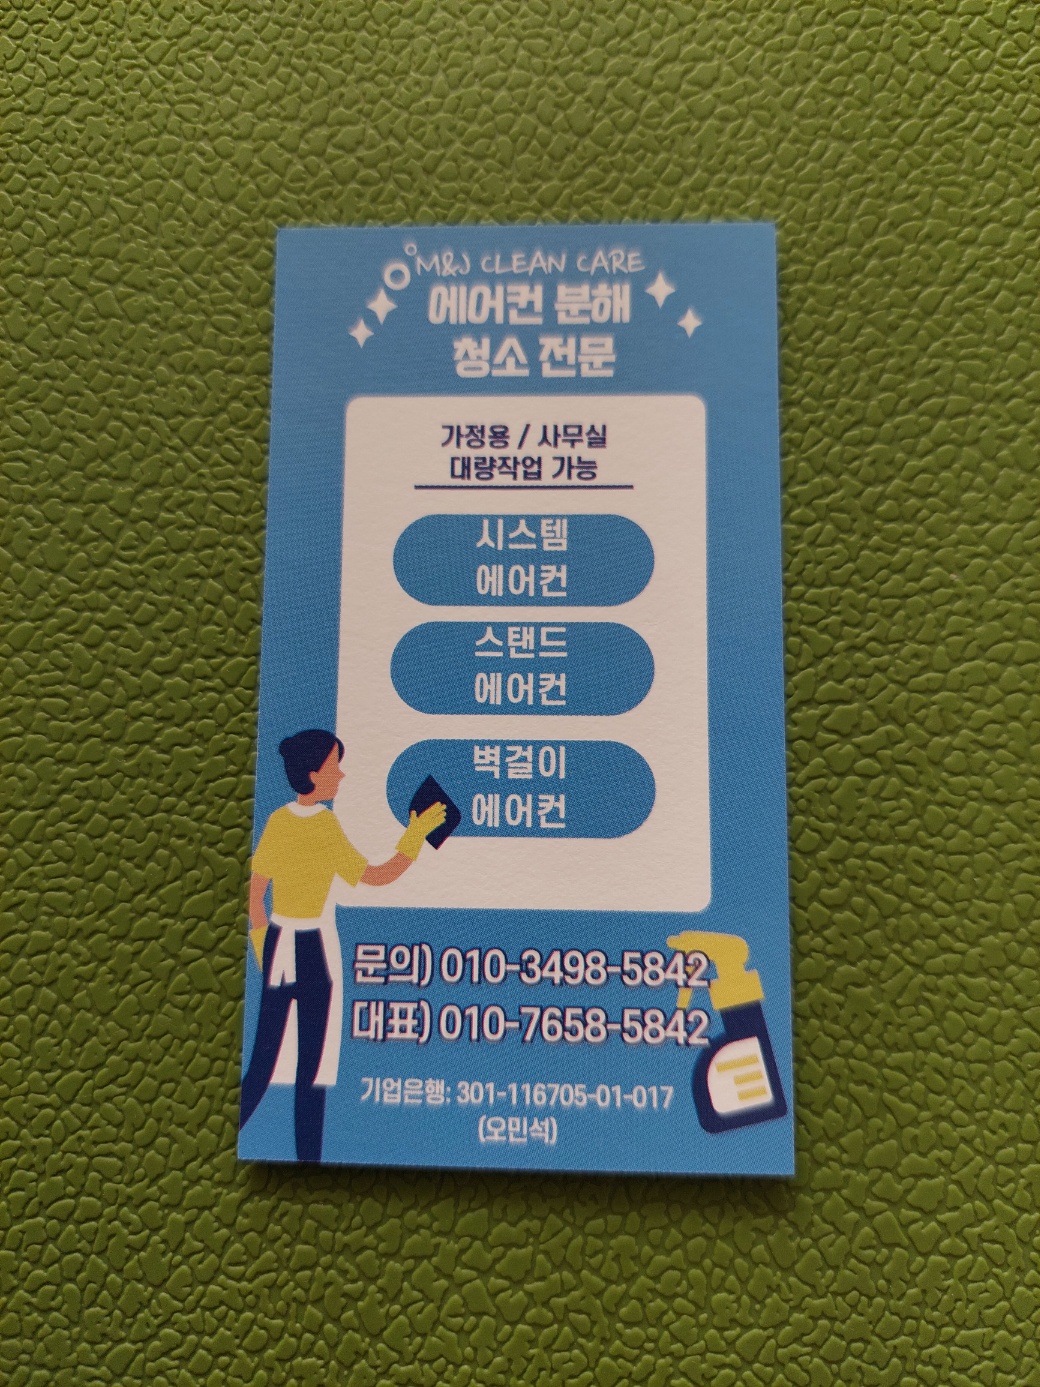 M&J CLEAN CARE
에어컨 분해
청소 전문
가정용 / 사무실
대량작업 가능
시스템
에어컨
스탠드
에어컨
벽걸이
에어컨
문의) 010-3498-5842
대표) 010-7658-5842
기업은행: 301-116705-01-017
(오민석)